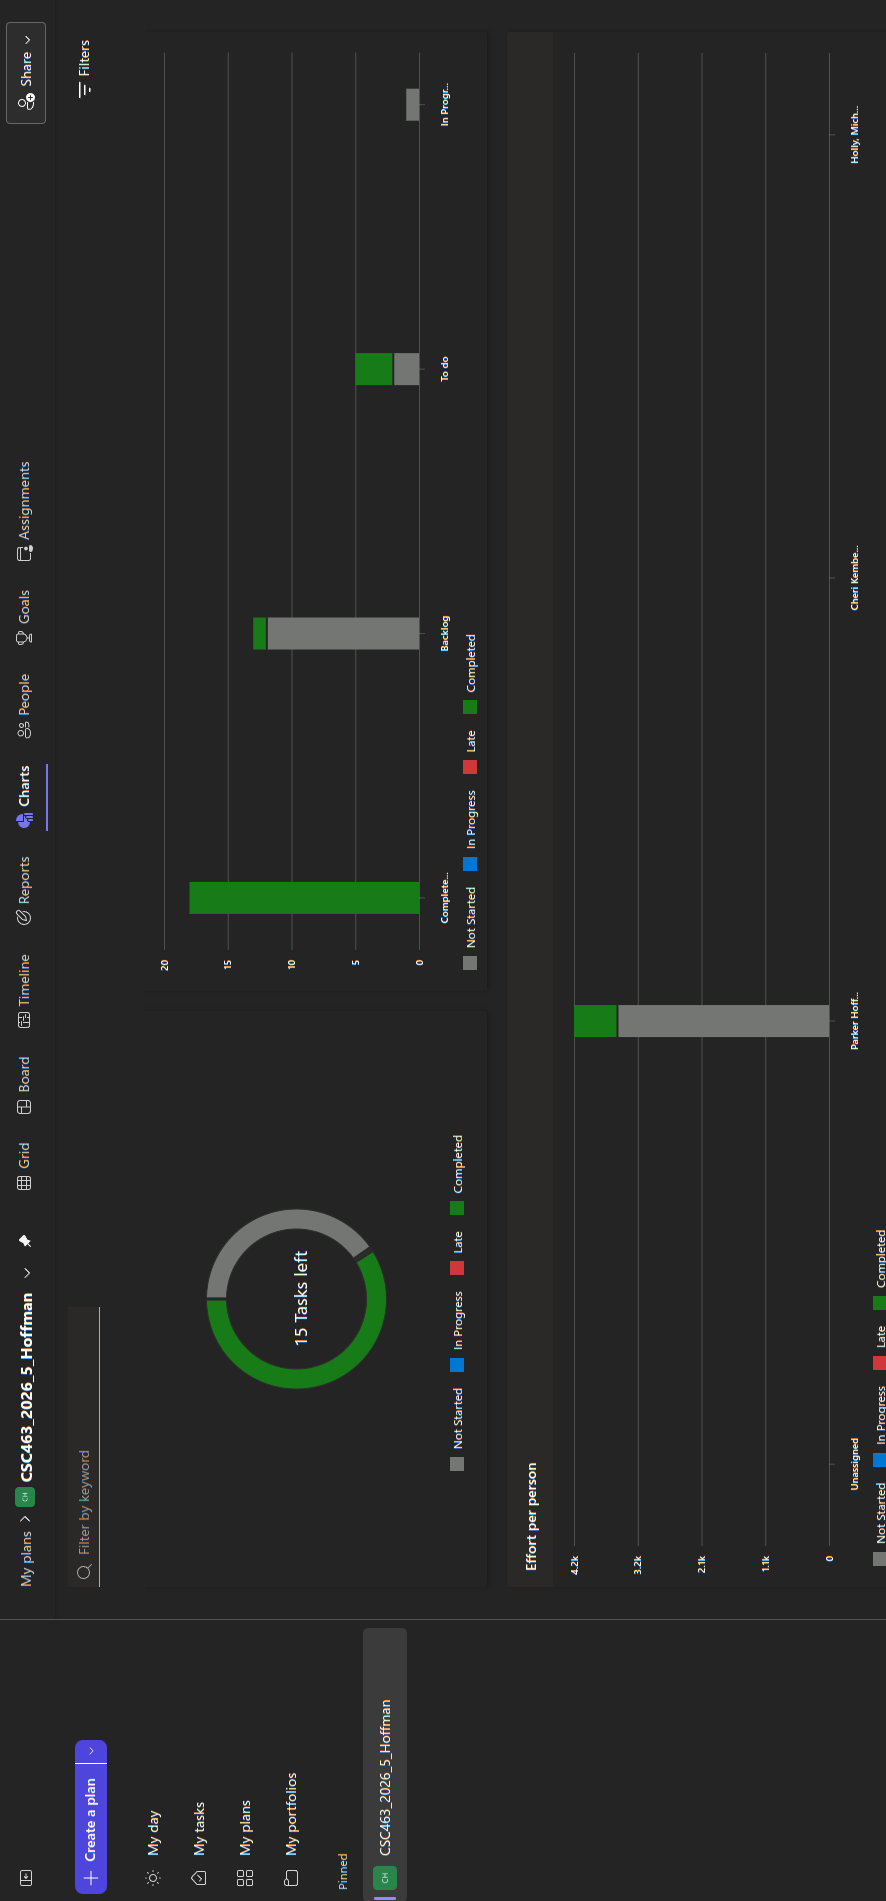 My plans > CSC463_2026_5_Hoffman
Grid
Board
Timeline
Reports
Charts
People
Goals
Assignments
Share
Filter by keyword
Filters
Create a plan
My day
My tasks
My plans
My portfolios
Pinned
CH CSC463_2026_5_Hoffman
15 Tasks left
Not Started
In Progress
Late
Completed
20
15
10
5
0
Complete...
Backlog
To do
In Progr...
Not Started
In Progress
Late
Completed
Effort per person
4.2k
3.2k
2.1k
1.1k
0
Unassigned
Parker Hoff...
Cheri Kembe...
Holly, Mich...
Not Started
In Progress
Late
Completed